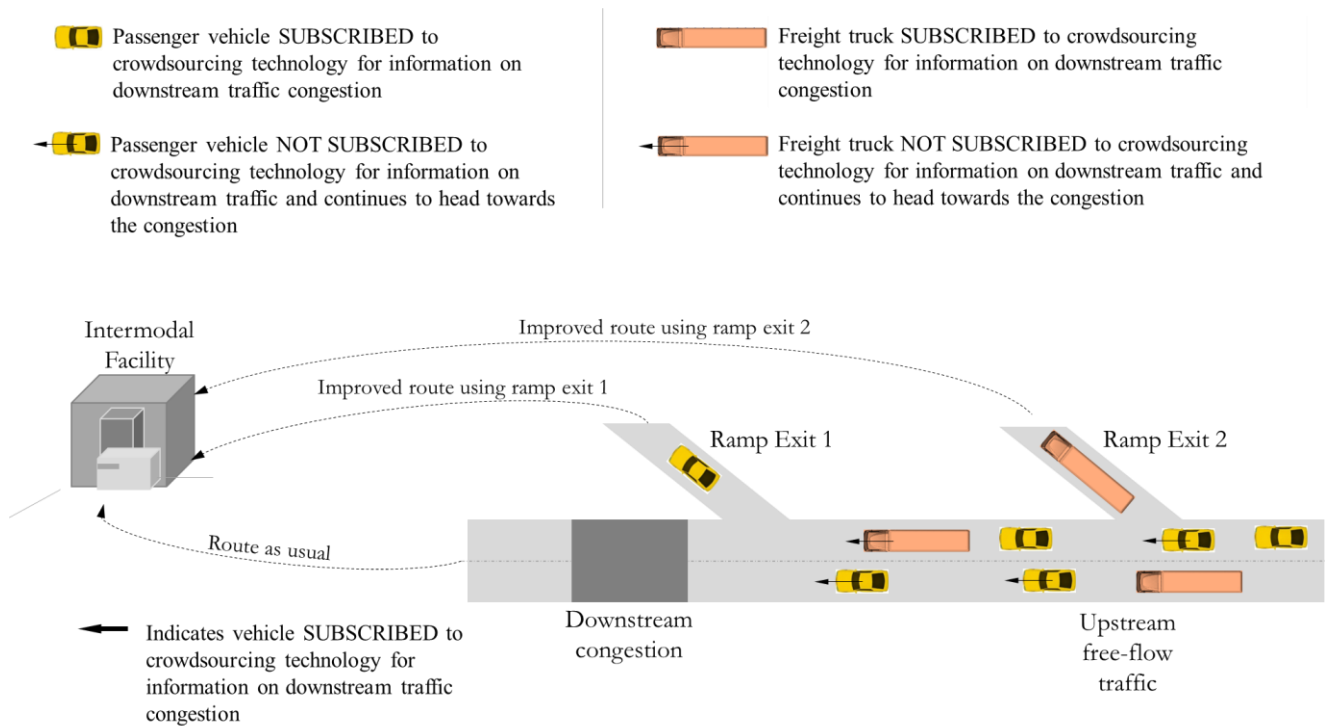 Passenger vehicle SUBSCRIBED to
crowdsourcing technology for information on
downstream traffic congestion
Passenger vehicle NOT SUBSCRIBED to
crowdsourcing technology for information on
downstream traffic and continues to head towards
the congestion
Freight truck SUBSCRIBED to crowdsourcing
technology for information on downstream traffic
congestion
Freight truck NOT SUBSCRIBED to crowdsourcing
technology for information on downstream traffic and
continues to head towards the congestion
Intermodal
Facility
Improved route using ramp exit 2
Improved route using ramp exit 1
Ramp Exit 1
Ramp Exit 2
Route as usual
Downstream
congestion
Upstream
free-flow
traffic
Indicates vehicle SUBSCRIBED to
crowdsourcing technology for
information on downstream traffic
congestion